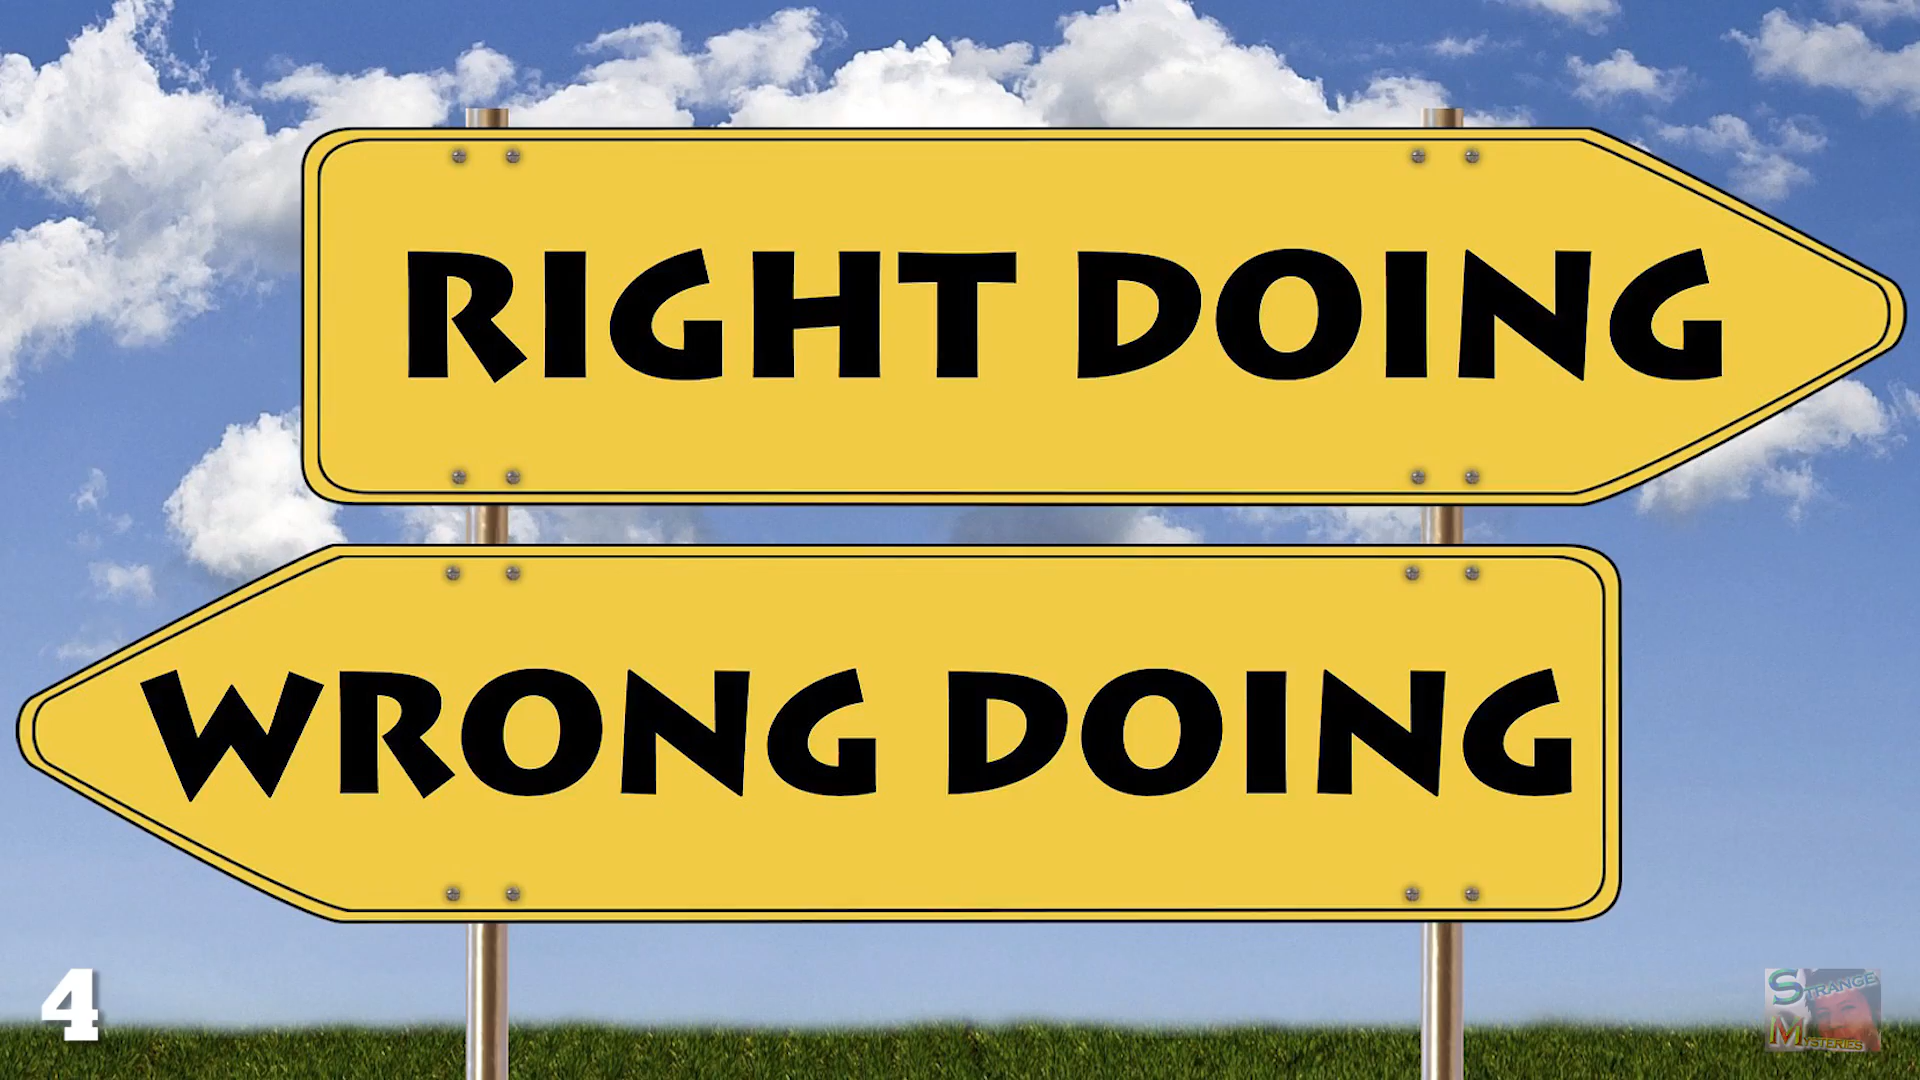 RIGHT DOING
WRONG DOING
4
STRANGE
MYSTERIES